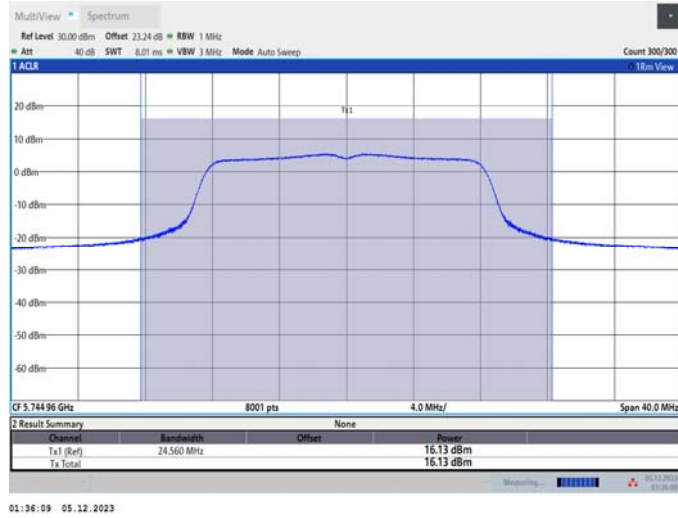 MultiView Spectrum
Ref Level 30.00 dBm Offset 23.24 dB RBW 1 MHz
Att 40 dB SWT 8.01 ms VBW 3 MHz Mode Auto Sweep Count 300/300
1 ACLR 1Rm View
Tx1
20 dBm
10 dBm
0 dBm
-10 dBm
-20 dBm
-30 dBm
-40 dBm
-50 dBm
-60 dBm
CF 5.744 96 GHz 8001 pts 4.0 MHz/ Span 40.0 MHz
2 Result Summary None
Channel Bandwidth Offset Power
Tx1 (Ref) 24.560 MHz 16.13 dBm
Tx Total 16.13 dBm
Measuring... 05.12.2023
01:36:09 05.12.2023